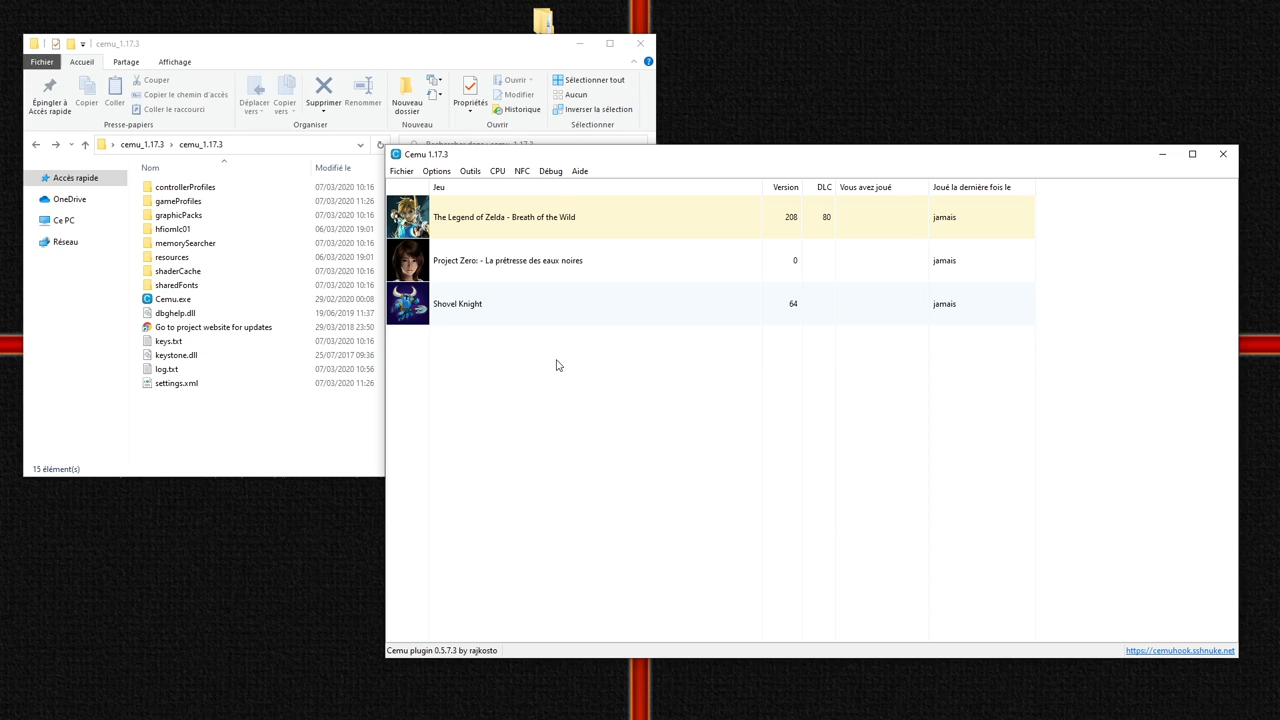 cemu_1.17.3
Fichier Accueil Partage Affichage
Épingler à Accès rapide
Copier
Coller
Couper
Copier le chemin d'accès
Coller le raccourci
Presse-papiers
Déplacer vers
Copier vers
Supprimer
Renommer
Organiser
Nouveau dossier
Nouveau
Propriétés
Ouvrir
Modifier
Historique
Ouvrir
Sélectionner tout
Aucun
Inverser la sélection
Sélectionner
cemu_1.17.3 > cemu_1.17.3
Accès rapide
OneDrive
Ce PC
Réseau
Nom Modifié le
controllerProfiles 07/03/2020 10:16
gameProfiles 07/03/2020 11:26
graphicPacks 07/03/2020 10:16
hfiomlc01 06/03/2020 19:01
memorySearcher 07/03/2020 10:16
resources 06/03/2020 19:01
shaderCache 07/03/2020 10:16
sharedFonts 07/03/2020 10:16
Cemu.exe 29/02/2020 00:08
dbghelp.dll 19/06/2019 11:37
Go to project website for updates 29/03/2018 23:50
keys.txt 07/03/2020 10:16
keystone.dll 25/07/2017 09:36
log.txt 07/03/2020 10:56
settings.xml 07/03/2020 11:26
15 élément(s)
Cemu 1.17.3
Fichier Options Outils CPU NFC Débug Aide
Jeu Version DLC Vous avez joué Joué la dernière fois le
The Legend of Zelda - Breath of the Wild 208 80 jamais
Project Zero: - La prêtresse des eaux noires 0 jamais
Shovel Knight 64 jamais
Cemu plugin 0.5.7.3 by rajkosto
https://cemuhook.sshnuke.net